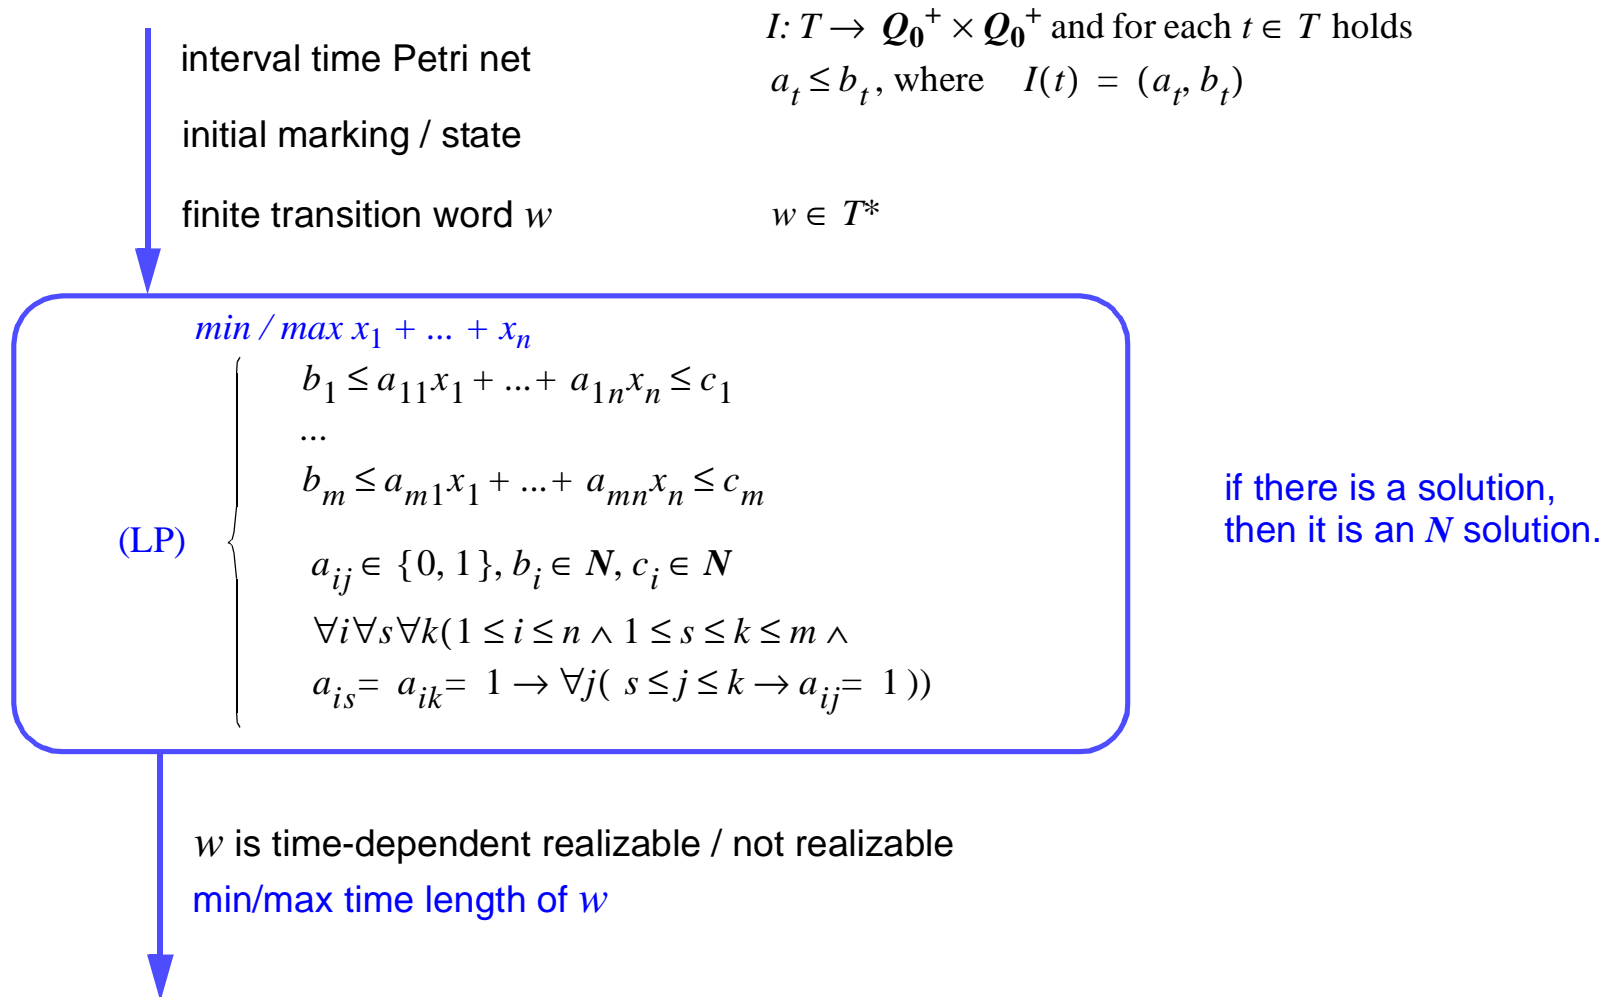 interval time Petri net
I: T → Q₀⁺ × Q₀⁺ and for each t ∈ T holds
aₜ ≤ bₜ, where I(t) = (aₜ, bₜ)
initial marking / state
finite transition word w
w ∈ T*
min / max x₁ + ... + xₙ
b₁ ≤ a₁₁x₁ + ...+ a₁ₙxₙ ≤ c₁
...
bₘ ≤ aₘ₁x₁ + ...+ aₘₙxₙ ≤ cₘ
(LP)
aᵢⱼ ∈ {0, 1}, bᵢ ∈ N, cᵢ ∈ N
∀i∀s∀k(1 ≤ i ≤ n ∧ 1 ≤ s ≤ k ≤ m ∧
aᵢₛ= aᵢₖ= 1 → ∀j( s ≤ j ≤ k → aᵢⱼ= 1 ))
if there is a solution,
then it is an N solution.
w is time-dependent realizable / not realizable
min/max time length of w